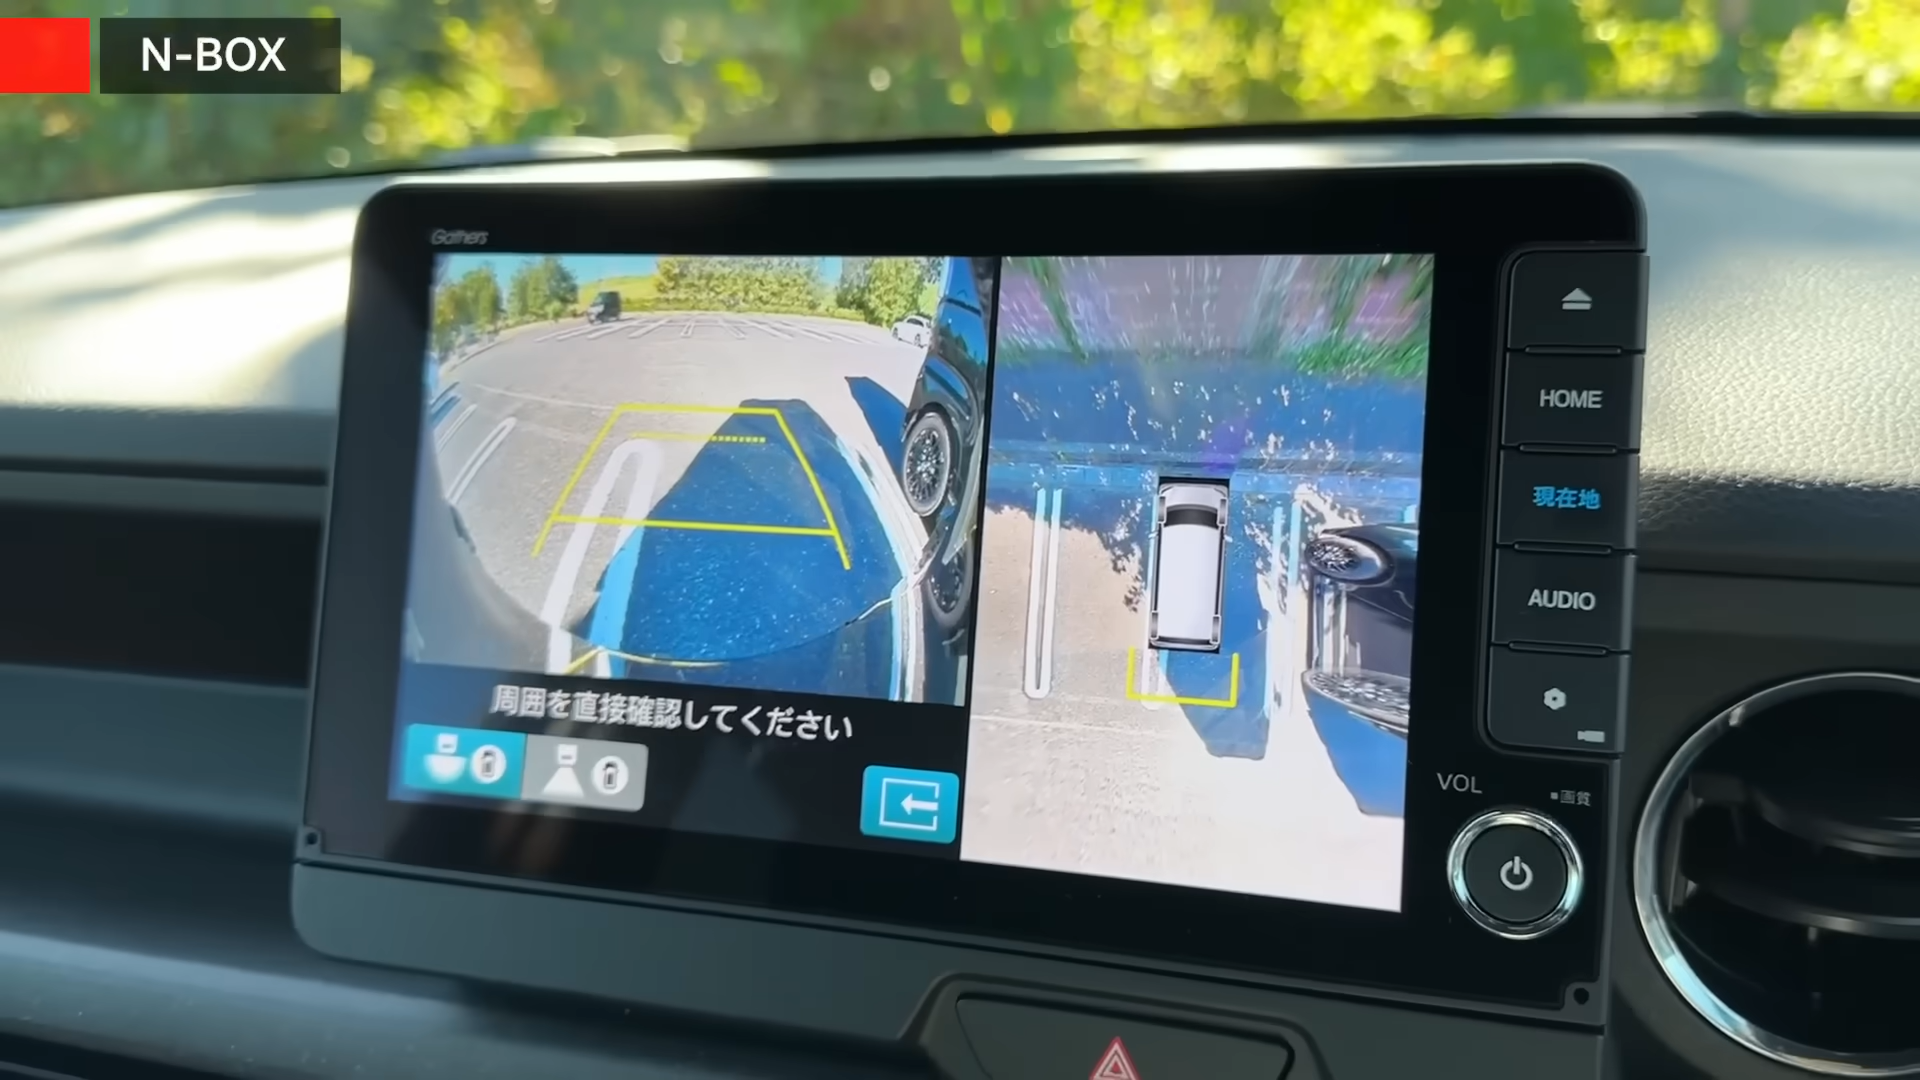 N-BOX
Gathers
HOME
現在地
AUDIO
周囲を直接確認してください
VOL
画質